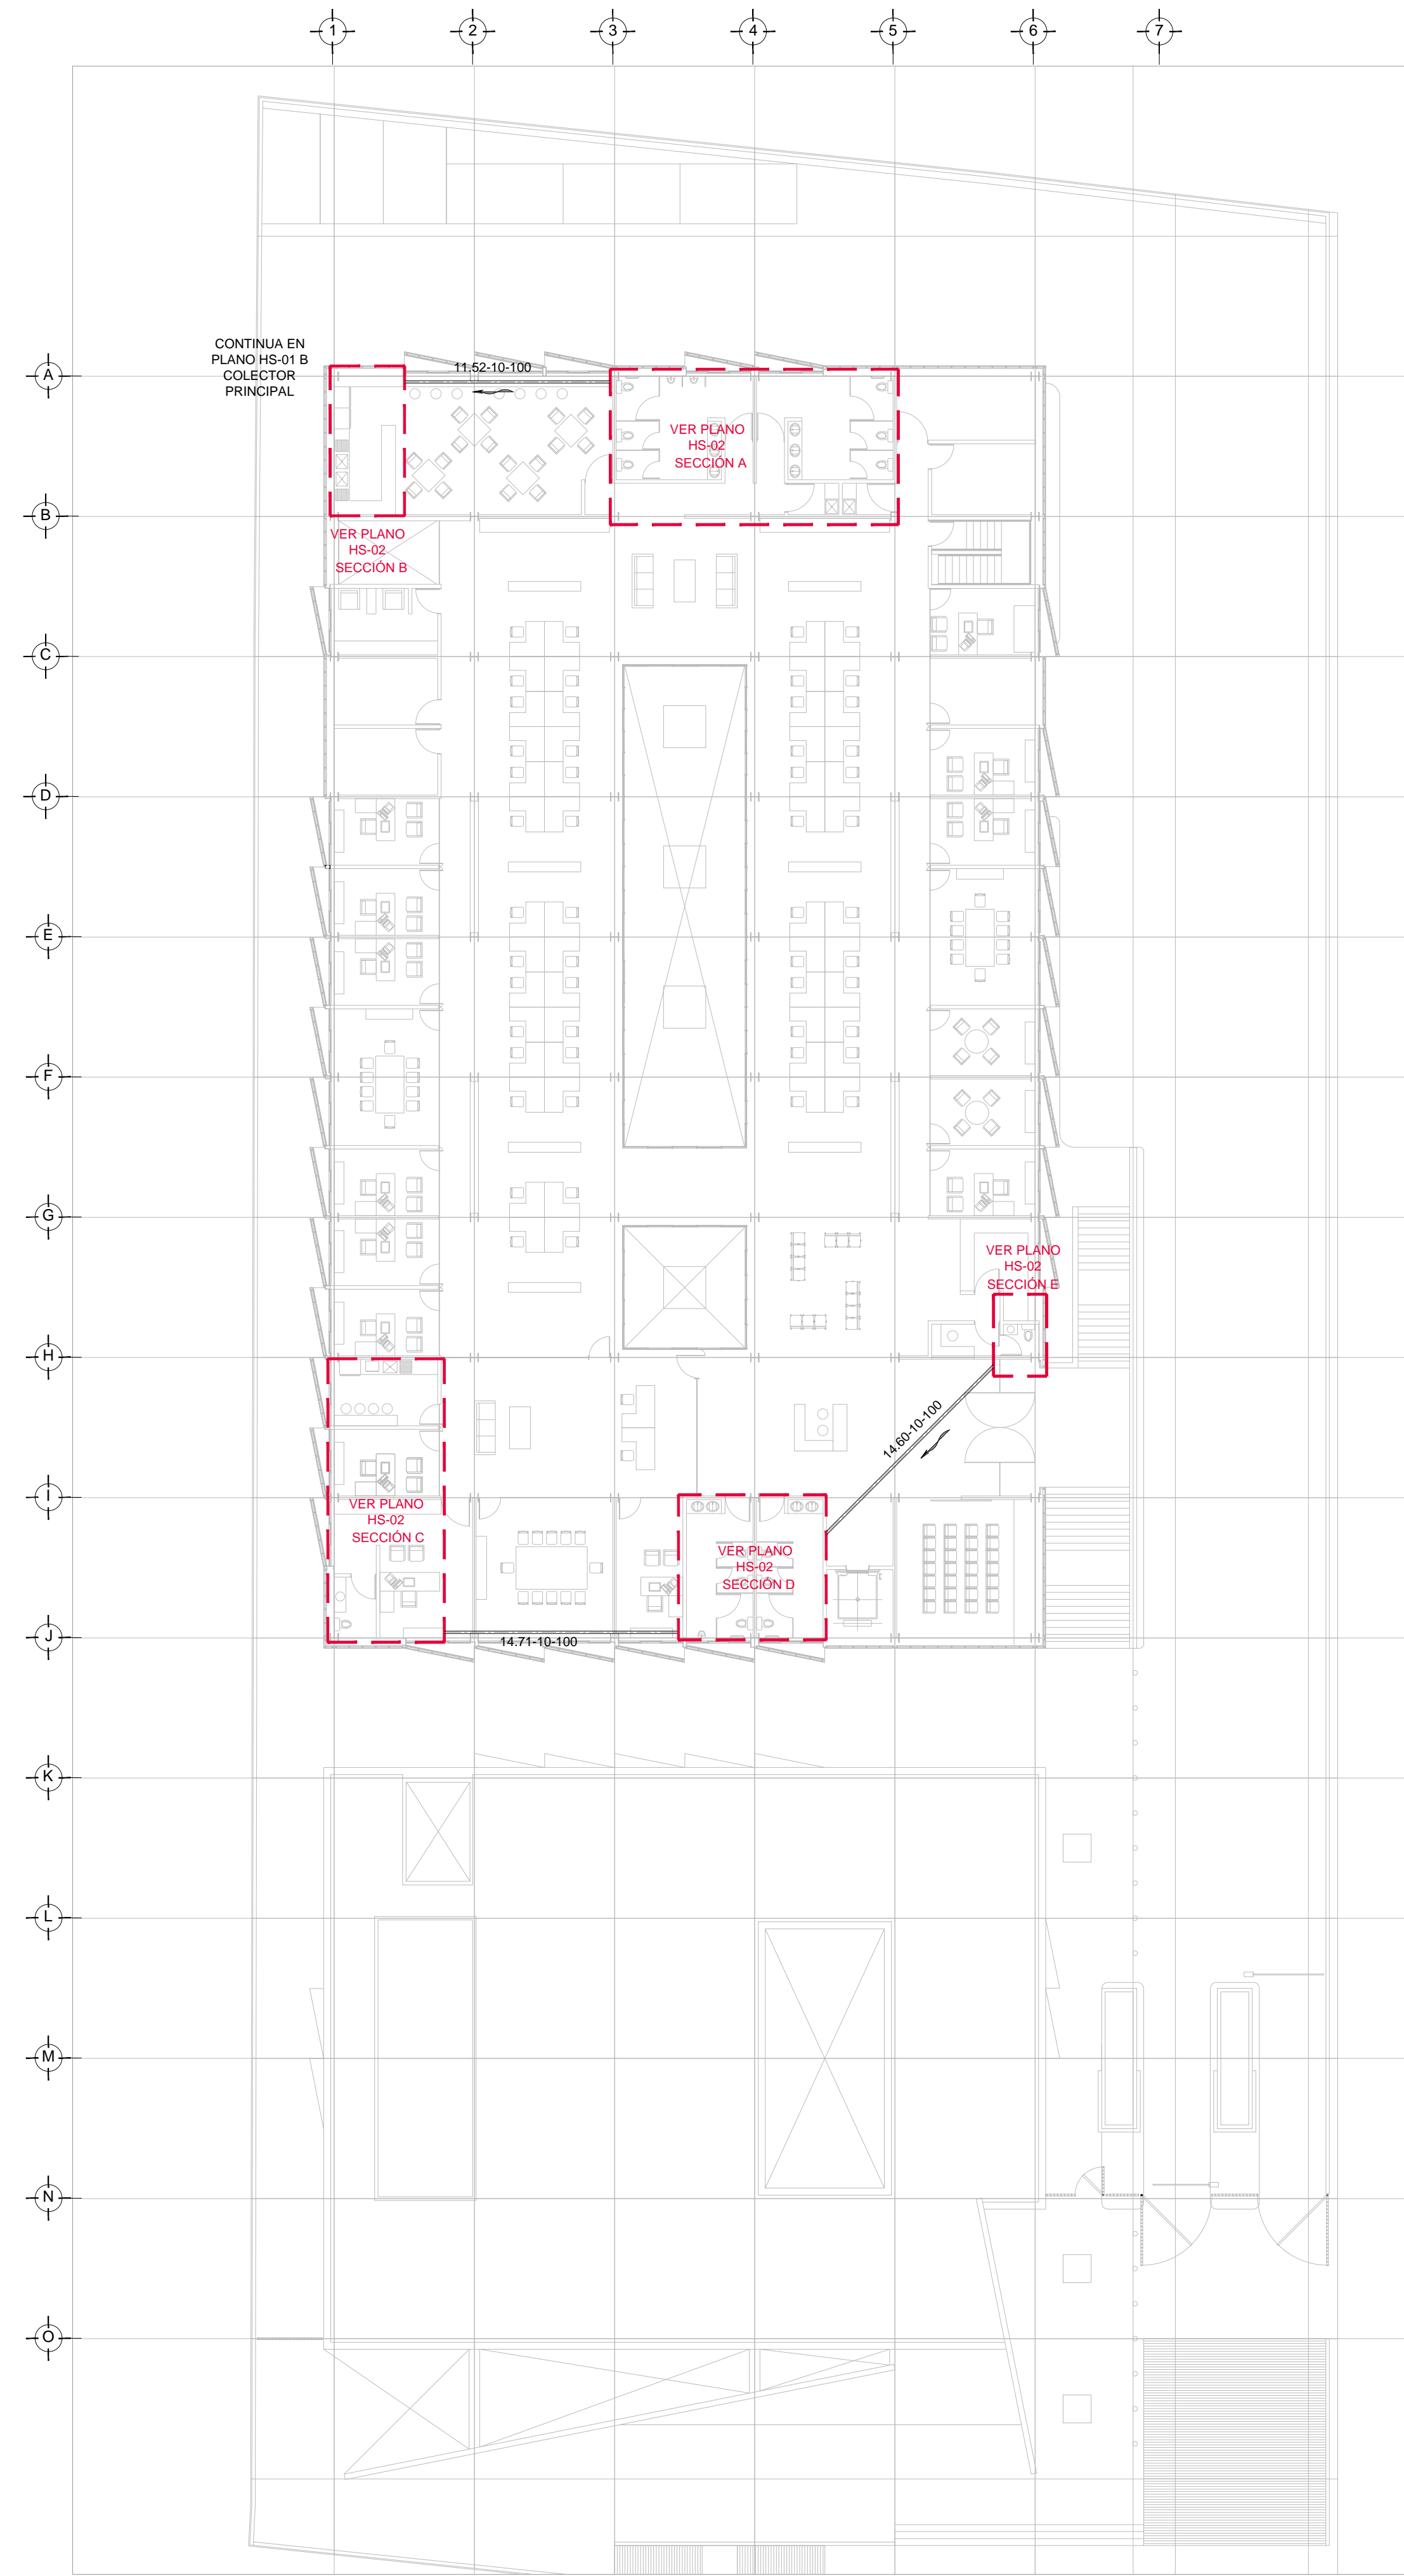 1
2
3
4
5
6
7
CONTINUA EN
PLANO HS-01 B
COLECTOR
PRINCIPAL
A
11.52-10-100
VER PLANO
HS-02
SECCIÓN A
B
VER PLANO
HS-02
SECCIÓN B
C
D
E
F
G
VER PLANO
HS-02
SECCIÓN E
H
14.60-10-100
I
VER PLANO
HS-02
SECCIÓN C
VER PLANO
HS-02
SECCIÓN D
J
14.71-10-100
K
L
M
N
O